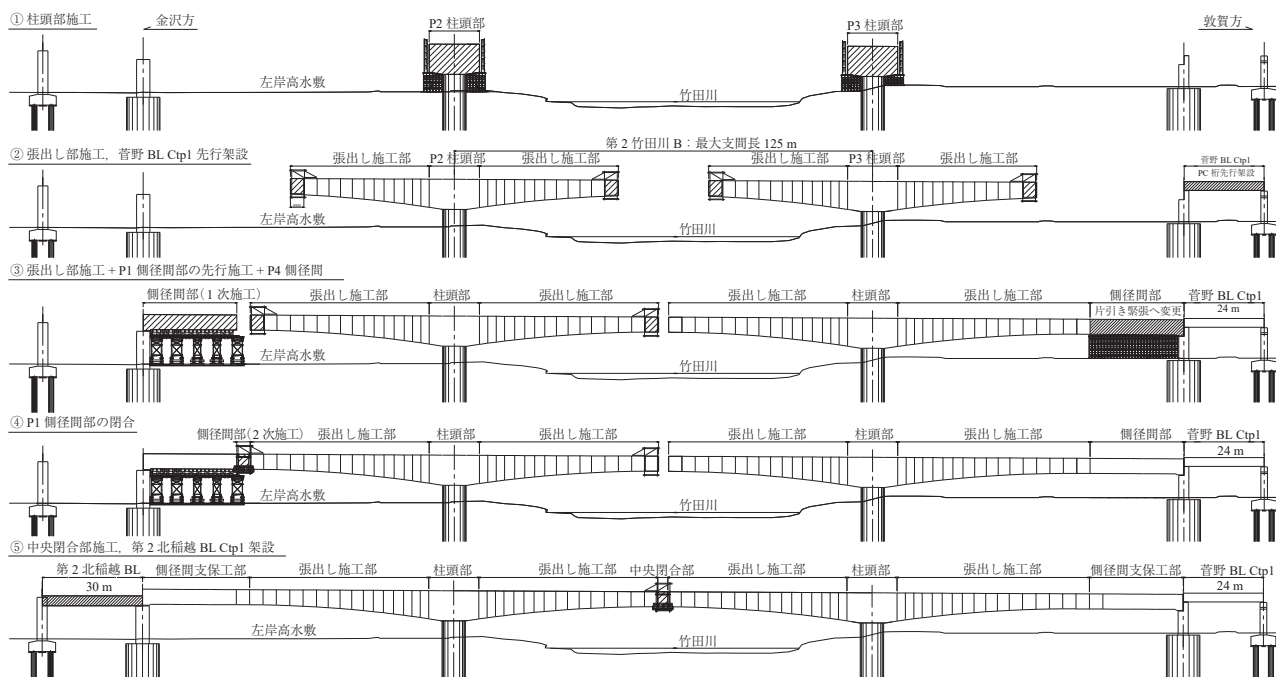 ① 柱頭部施工
金沢方
P2 柱頭部
P3 柱頭部
敦賀方
左岸高水敷
竹田川
② 張出し部施工，菅野 BL Ctp1 先行架設
第 2 竹田川 B：最大支間長 125 m
張出し施工部
P2 柱頭部
張出し施工部
張出し施工部
P3 柱頭部
張出し施工部
菅野 BL Ctp1
PC 桁先行架設
左岸高水敷
竹田川
③ 張出し部施工 + P1 側径間部の先行施工 + P4 側径間
側径間部（1 次施工）
張出し施工部
柱頭部
張出し施工部
張出し施工部
柱頭部
張出し施工部
側径間部
菅野 BL Ctp1
片引き緊張へ変更
24 m
左岸高水敷
竹田川
④ P1 側径間部の閉合
側径間部（2 次施工）
張出し施工部
柱頭部
張出し施工部
張出し施工部
柱頭部
張出し施工部
側径間部
菅野 BL Ctp1
24 m
左岸高水敷
竹田川
⑤ 中央閉合部施工，第 2 北稲越 BL Ctp1 架設
第 2 北稲越 BL
側径間支保工部
張出し施工部
柱頭部
張出し施工部
中央閉合部
張出し施工部
柱頭部
張出し施工部
側径間支保工部
菅野 BL Ctp1
30 m
24 m
左岸高水敷
竹田川